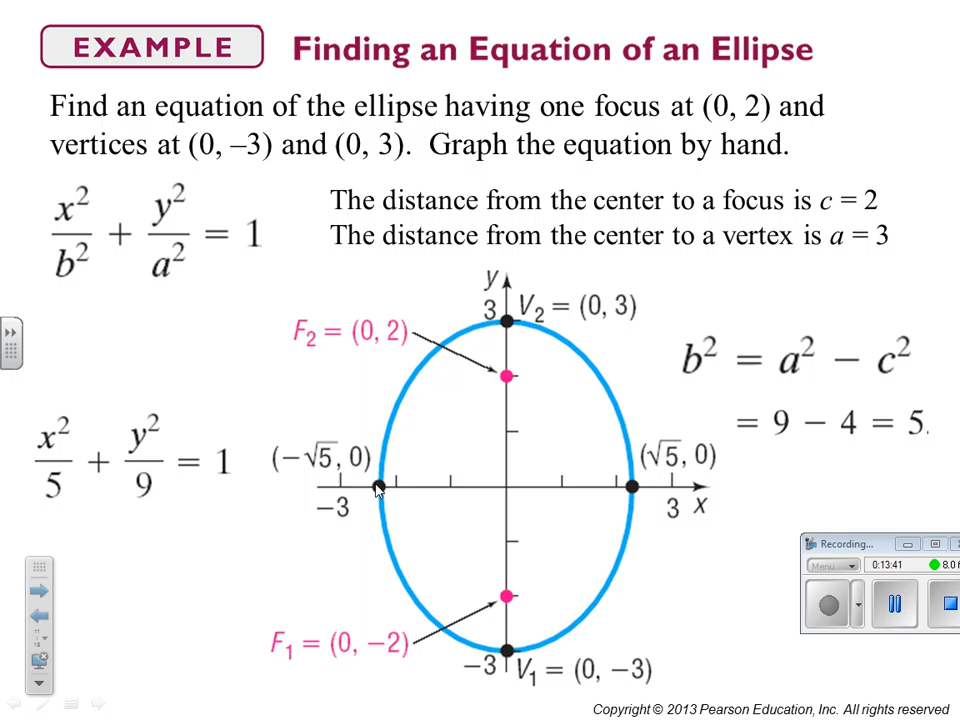 EXAMPLE Finding an Equation of an Ellipse
Find an equation of the ellipse having one focus at (0, 2) and
vertices at (0, –3) and (0, 3).  Graph the equation by hand.
x²/b² + y²/a² = 1
The distance from the center to a focus is c = 2
The distance from the center to a vertex is a = 3
y
3
V₂ = (0, 3)
F₂ = (0, 2)
b² = a² − c²
= 9 − 4 = 5.
x²/5 + y²/9 = 1
(−√5, 0)
(√5, 0)
−3
3 x
F₁ = (0, −2)
−3
V₁ = (0, −3)
Recording...
Menu 0:13:41 8.0 f
11 / 13
Copyright © 2013 Pearson Education, Inc. All rights reserved